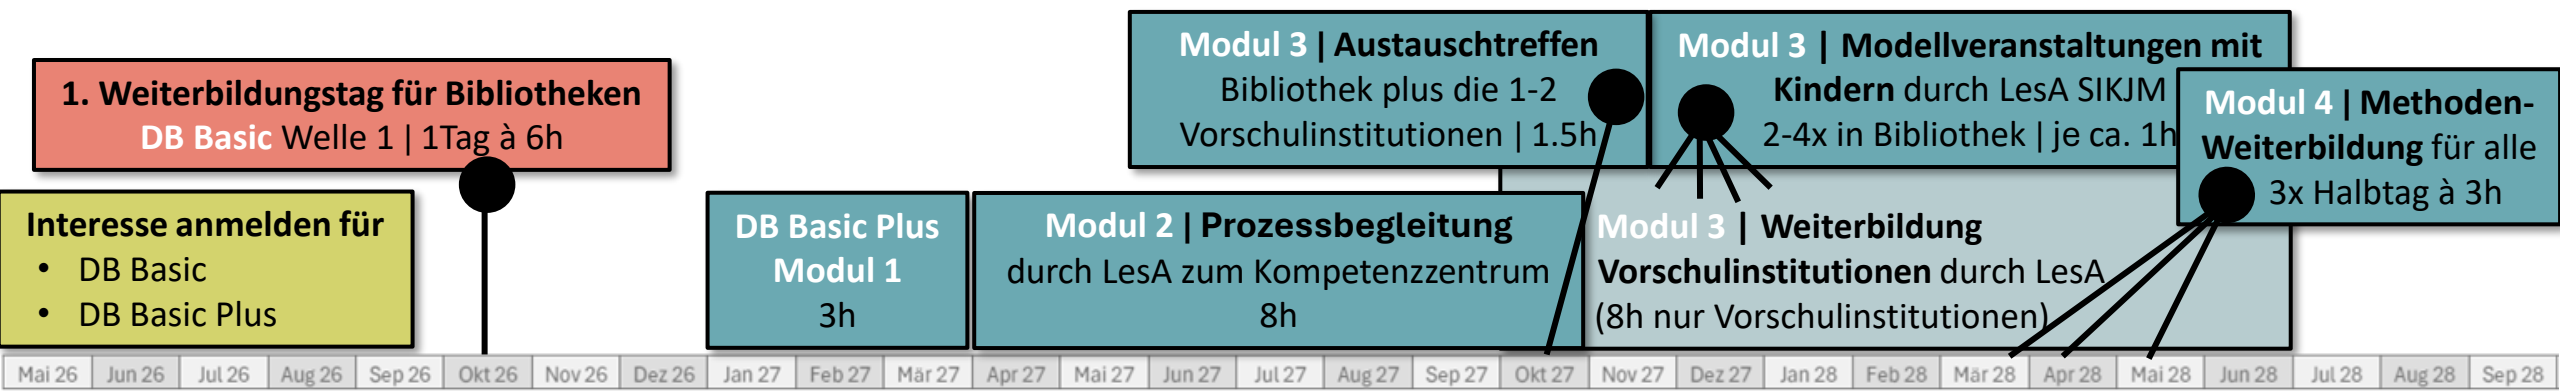 1. Weiterbildungstag für Bibliotheken
DB Basic Welle 1 | 1Tag à 6h
Interesse anmelden für
• DB Basic
• DB Basic Plus
DB Basic Plus
Modul 1
3h
Modul 2 | Prozessbegleitung
durch LesA zum Kompetenzzentrum
8h
Modul 3 | Austauschtreffen
Bibliothek plus die 1-2
Vorschulinstitutionen | 1.5h
Modul 3 | Modellveranstaltungen mit
Kindern durch LesA SIKJM
2-4x in Bibliothek | je ca. 1h
Modul 3 | Weiterbildung
Vorschulinstitutionen durch LesA
(8h nur Vorschulinstitutionen)
Modul 4 | Methoden-
Weiterbildung für alle
3x Halbtag à 3h
Mai 26 Jun 26 Jul 26 Aug 26 Sep 26 Okt 26 Nov 26 Dez 26 Jan 27 Feb 27 Mär 27 Apr 27 Mai 27 Jun 27 Jul 27 Aug 27 Sep 27 Okt 27 Nov 27 Dez 27 Jan 28 Feb 28 Mär 28 Apr 28 Mai 28 Jun 28 Jul 28 Aug 28 Sep 28